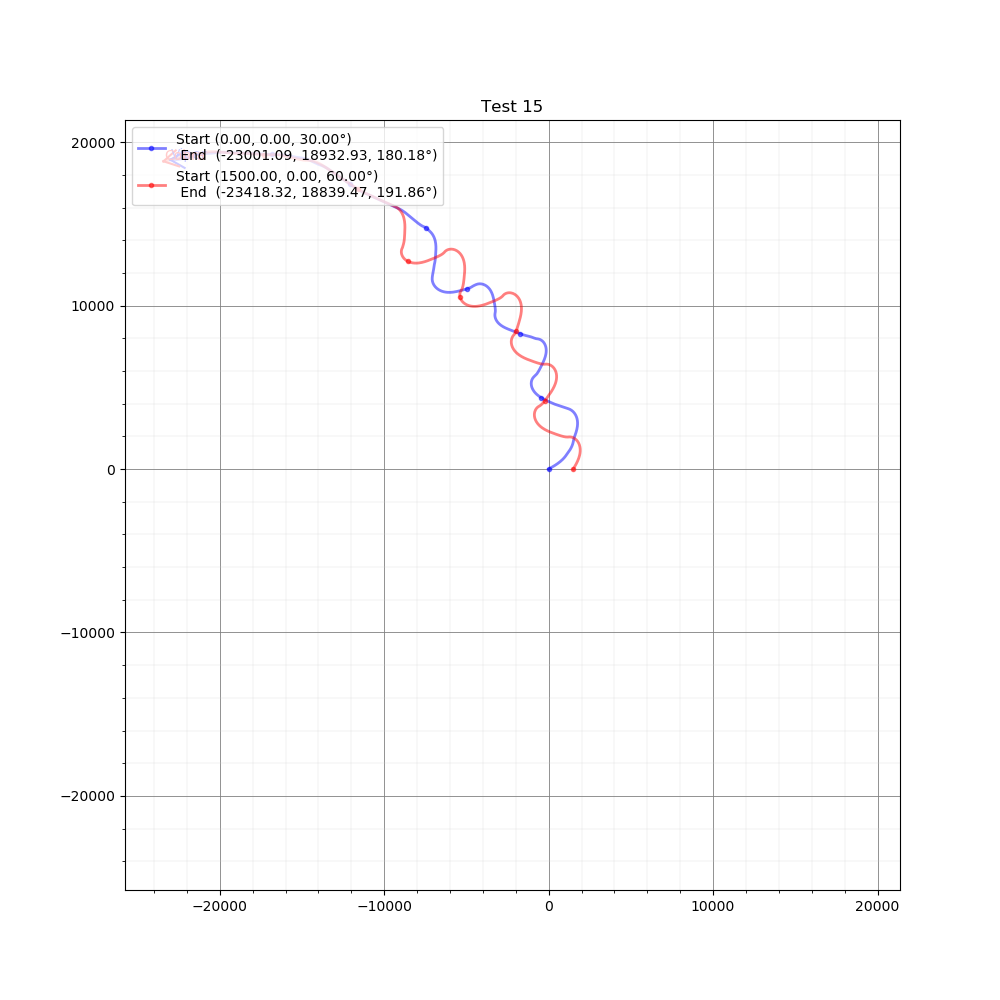 Test 15
Start (0.00, 0.00, 30.00°)
End  (-23001.09, 18932.93, 180.18°)
Start (1500.00, 0.00, 60.00°)
End  (-23418.32, 18839.47, 191.86°)
20000
10000
0
−10000
−20000
−20000 −10000 0 10000 20000